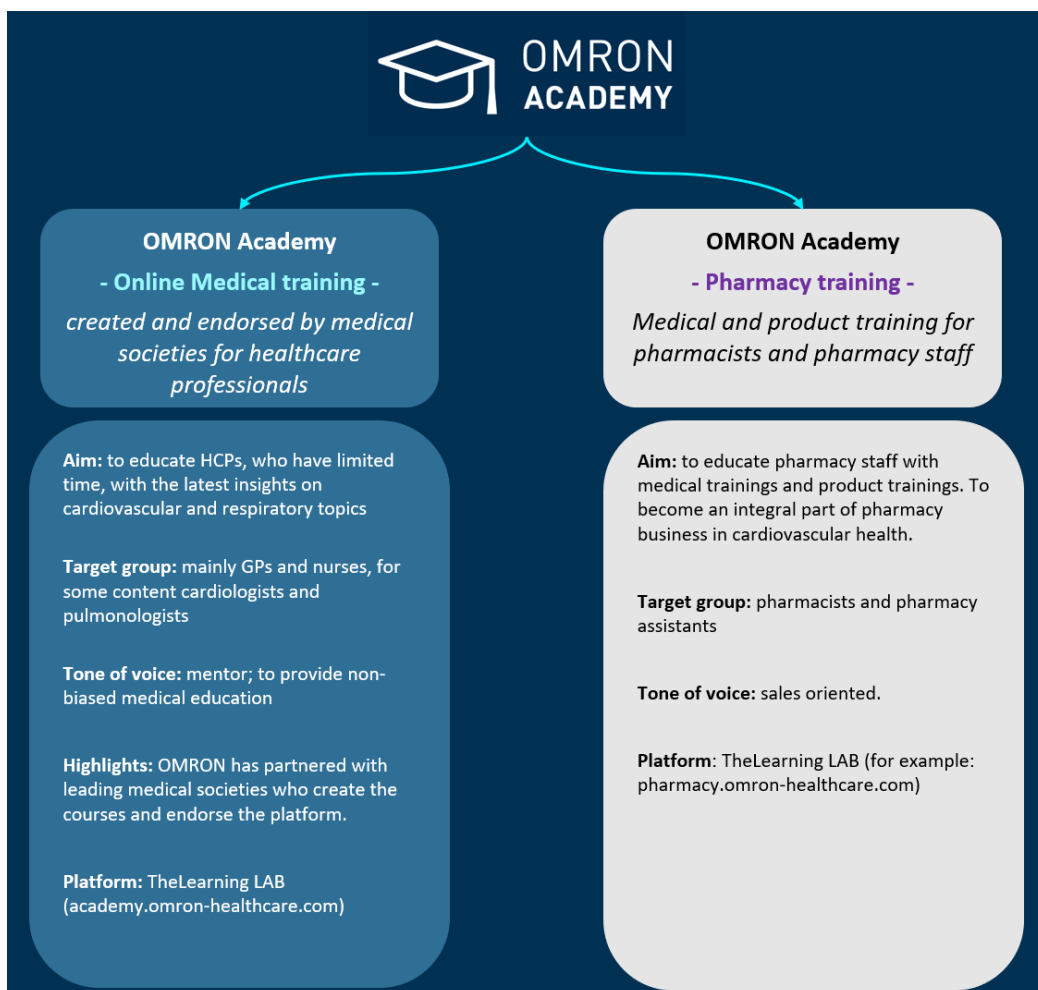 OMRON
ACADEMY
OMRON Academy
- Online Medical training -
created and endorsed by medical
societies for healthcare
professionals
Aim: to educate HCPs, who have limited
time, with the latest insights on
cardiovascular and respiratory topics
Target group: mainly GPs and nurses, for
some content cardiologists and
pulmonologists
Tone of voice: mentor; to provide non-
biased medical education
Highlights: OMRON has partnered with
leading medical societies who create the
courses and endorse the platform.
Platform: TheLearning LAB
(academy.omron-healthcare.com)
OMRON Academy
- Pharmacy training -
Medical and product training for
pharmacists and pharmacy staff
Aim: to educate pharmacy staff with
medical trainings and product trainings. To
become an integral part of pharmacy
business in cardiovascular health.
Target group: pharmacists and pharmacy
assistants
Tone of voice: sales oriented.
Platform: TheLearning LAB (for example:
pharmacy.omron-healthcare.com)